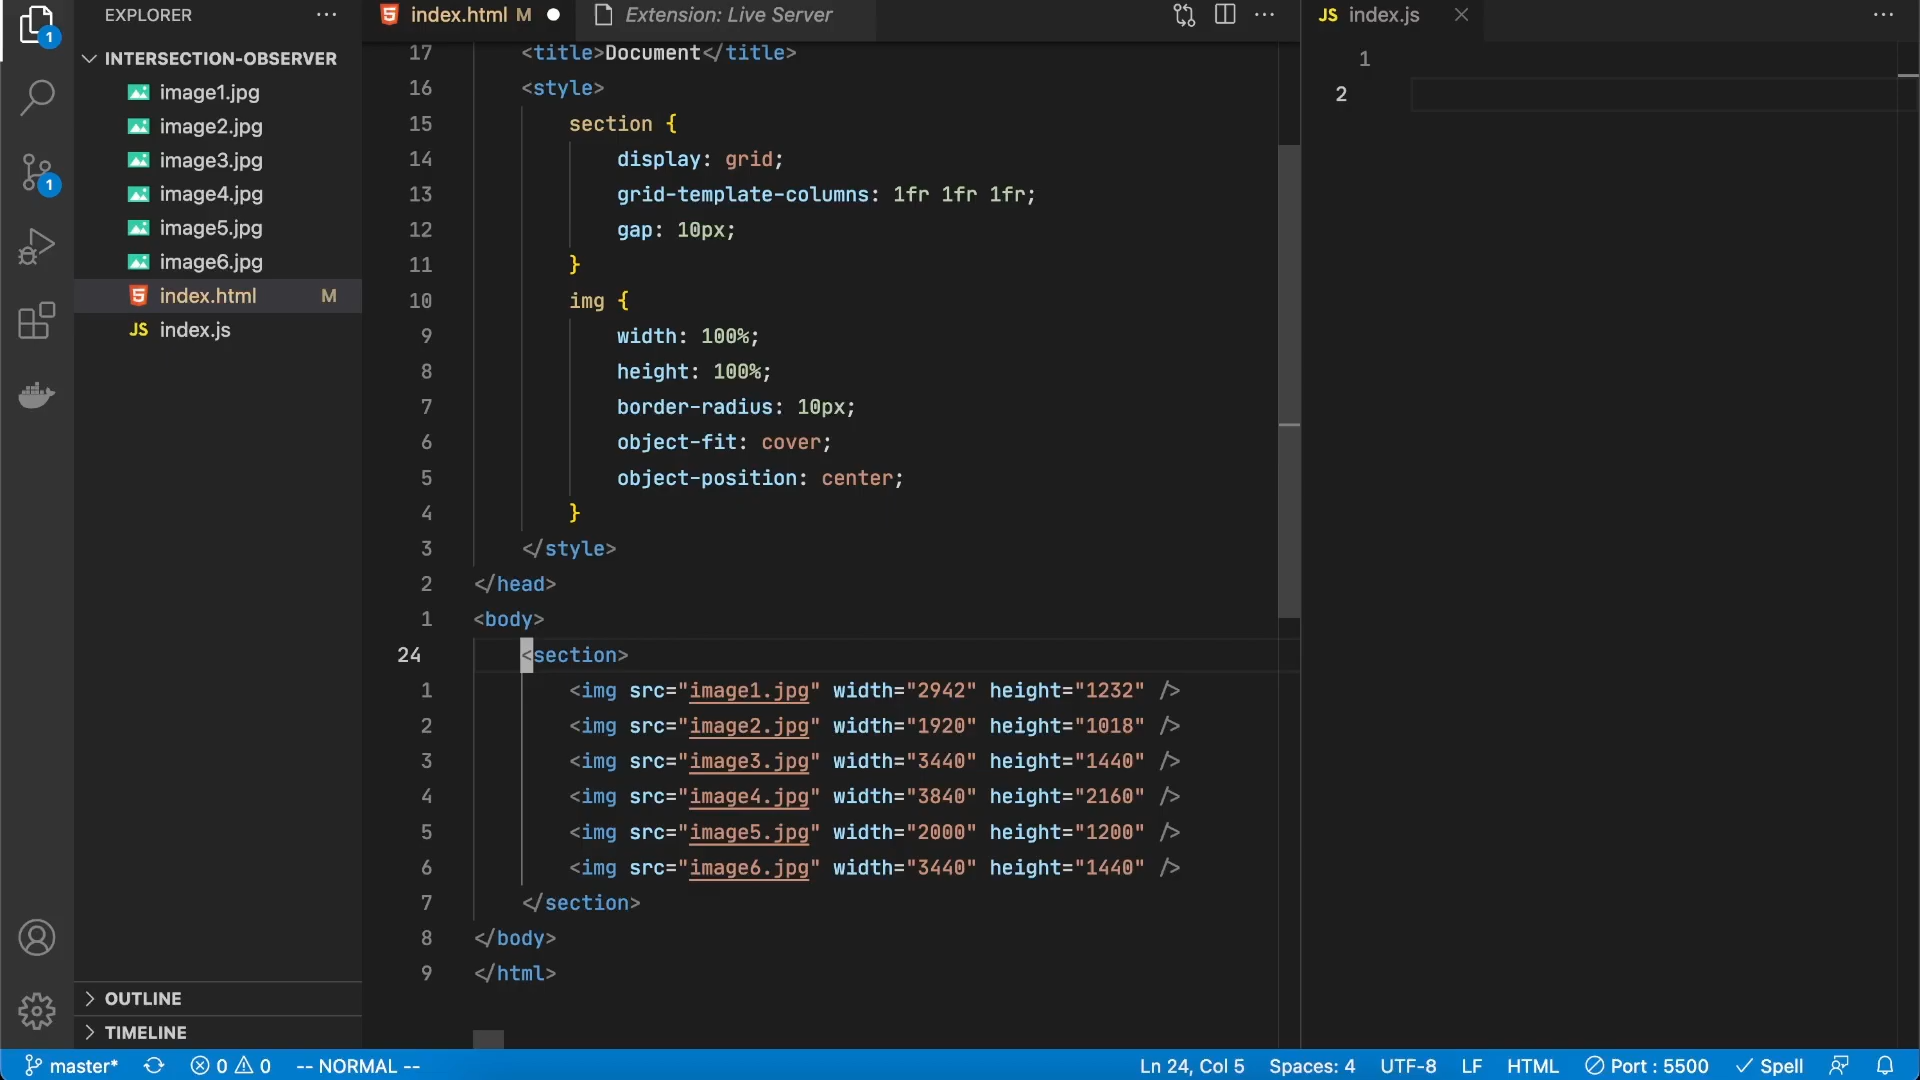 EXPLORER
1
INTERSECTION-OBSERVER
image1.jpg
image2.jpg
image3.jpg
image4.jpg
image5.jpg
image6.jpg
index.html M
JS index.js
1
OUTLINE
TIMELINE
index.html M
Extension: Live Server
17 <title>Document</title>
16 <style>
15 section {
14 display: grid;
13 grid-template-columns: 1fr 1fr 1fr;
12 gap: 10px;
11 }
10 img {
9 width: 100%;
8 height: 100%;
7 border-radius: 10px;
6 object-fit: cover;
5 object-position: center;
4 }
3 </style>
2 </head>
1 <body>
24 <section>
1 <img src="image1.jpg" width="2942" height="1232" />
2 <img src="image2.jpg" width="1920" height="1018" />
3 <img src="image3.jpg" width="3440" height="1440" />
4 <img src="image4.jpg" width="3840" height="2160" />
5 <img src="image5.jpg" width="2000" height="1200" />
6 <img src="image6.jpg" width="3440" height="1440" />
7 </section>
8 </body>
9 </html>
JS index.js
1
2
master* 0 0 -- NORMAL -- Ln 24, Col 5 Spaces: 4 UTF-8 LF HTML Port : 5500 Spell